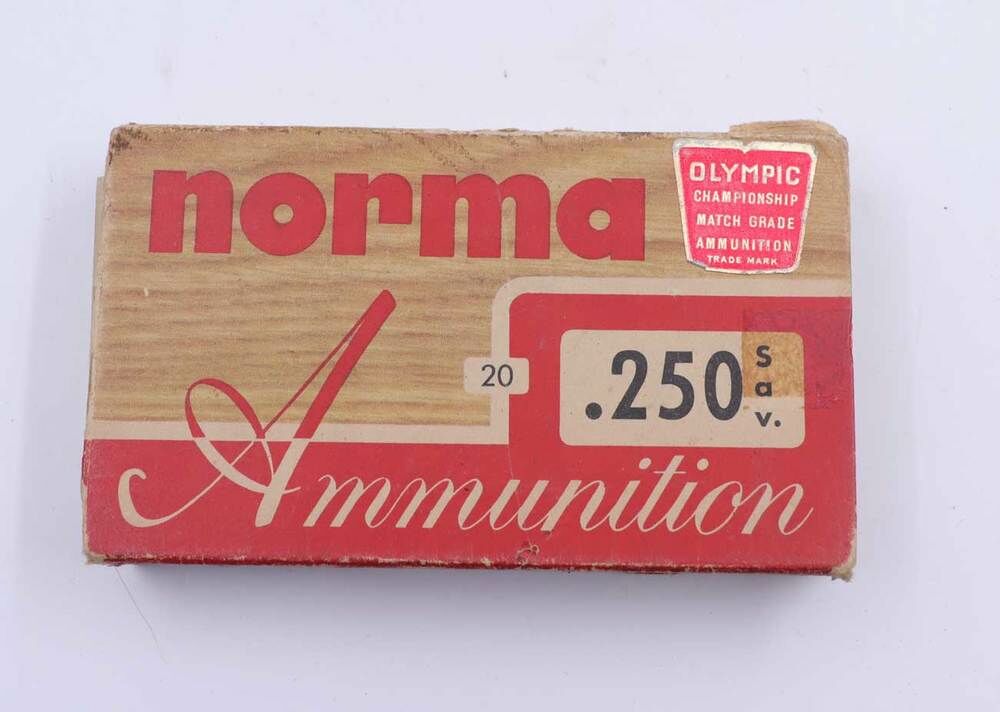 norma
OLYMPIC
CHAMPIONSHIP
MATCH GRADE
AMMUNITION
TRADE MARK
20
.250 sav.
Ammunition